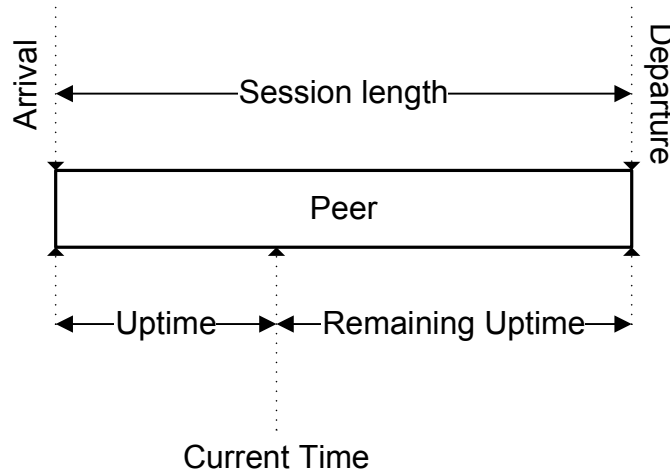 Arrival
Departure
Session length
Peer
Uptime
Remaining Uptime
Current Time